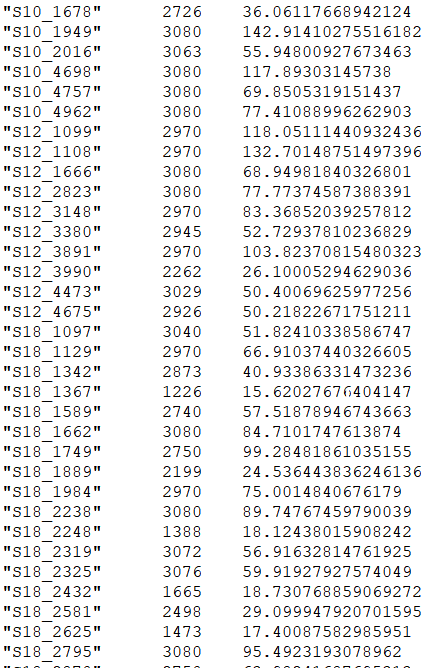 "S10_1678" 2726 36.06117668942124
"S10_1949" 3080 142.91410275516182
"S10_2016" 3063 55.94800927673463
"S10_4698" 3080 117.89303145738
"S10_4757" 3080 69.8505319151437
"S10_4962" 3080 77.41088996262903
"S12_1099" 2970 118.05111440932436
"S12_1108" 2970 132.70148751497396
"S12_1666" 3080 68.94981840326801
"S12_2823" 3080 77.77374587388391
"S12_3148" 2970 83.36852039257812
"S12_3380" 2945 52.72937810236829
"S12_3891" 2970 103.82370815480323
"S12_3990" 2262 26.10005294629036
"S12_4473" 3029 50.40069625977256
"S12_4675" 2926 50.21822671751211
"S18_1097" 3040 51.82410338586747
"S18_1129" 2970 66.91037440326605
"S18_1342" 2873 40.93386331473236
"S18_1367" 1226 15.62027676404147
"S18_1589" 2740 57.51878946743663
"S18_1662" 3080 84.7101747613874
"S18_1749" 2750 99.28481861035155
"S18_1889" 2199 24.536443836246136
"S18_1984" 2970 75.0014840676179
"S18_2238" 3080 89.74767459790039
"S18_2248" 1388 18.12438015908242
"S18_2319" 3072 56.91632814761925
"S18_2325" 3076 59.91927927574049
"S18_2432" 1665 18.730768859069272
"S18_2581" 2498 29.099947920701595
"S18_2625" 1473 17.40087582985951
"S18_2795" 3080 95.4923193078962